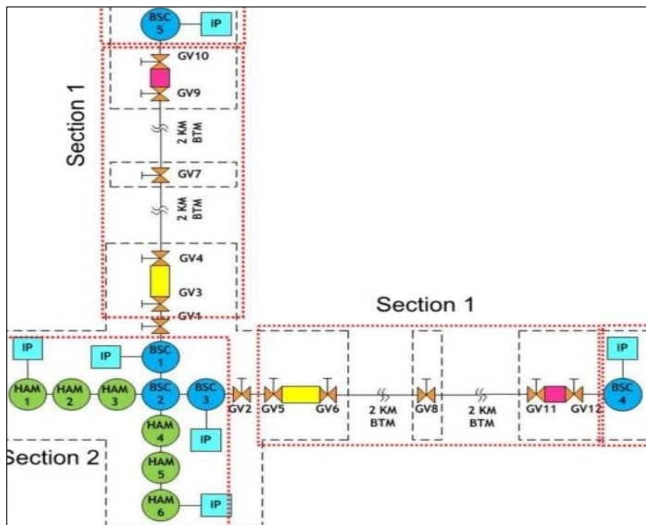 BSC
5
IP
GV10
GV9
Section 1
2 KM
BTM
GV7
2 KM
BTM
GV4
GV3
GV1
Section 1
IP
IP
BSC
1
IP
HAM
1
HAM
2
HAM
3
BSC
2
BSC
3
GV2
GV5
GV6
2 KM
BTM
GV8
2 KM
BTM
GV11
GV12
BSC
4
HAM
4
IP
Section 2
HAM
5
HAM
6
IP